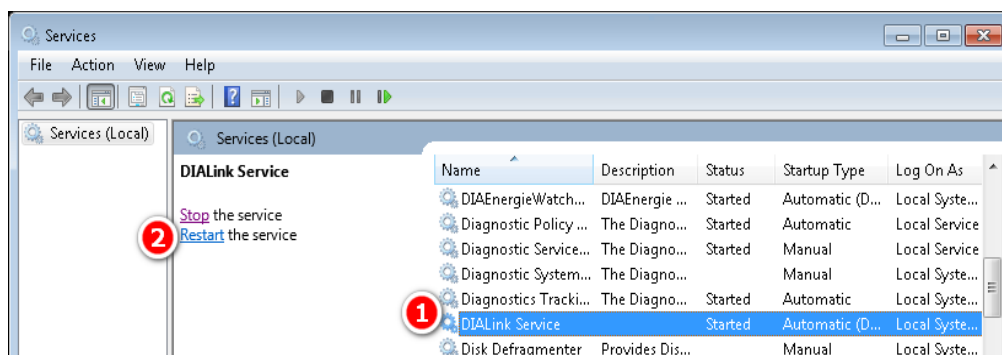 Services
File Action View Help
Services (Local)
Services (Local)
DIALink Service
Stop the service
Restart the service
2
Name Description Status Startup Type Log On As
DIAEnergieWatch... DIAEnergie ... Started Automatic (D... Local Syste...
Diagnostic Policy ... The Diagno... Started Automatic Local Service
Diagnostic Service... The Diagno... Started Manual Local Service
Diagnostic System... The Diagno... Manual Local Syste...
Diagnostics Tracki... The Diagno... Started Automatic Local Syste...
1
DIALink Service Started Automatic (D... Local Syste...
Disk Defragmenter Provides Dis... Manual Local Syste...